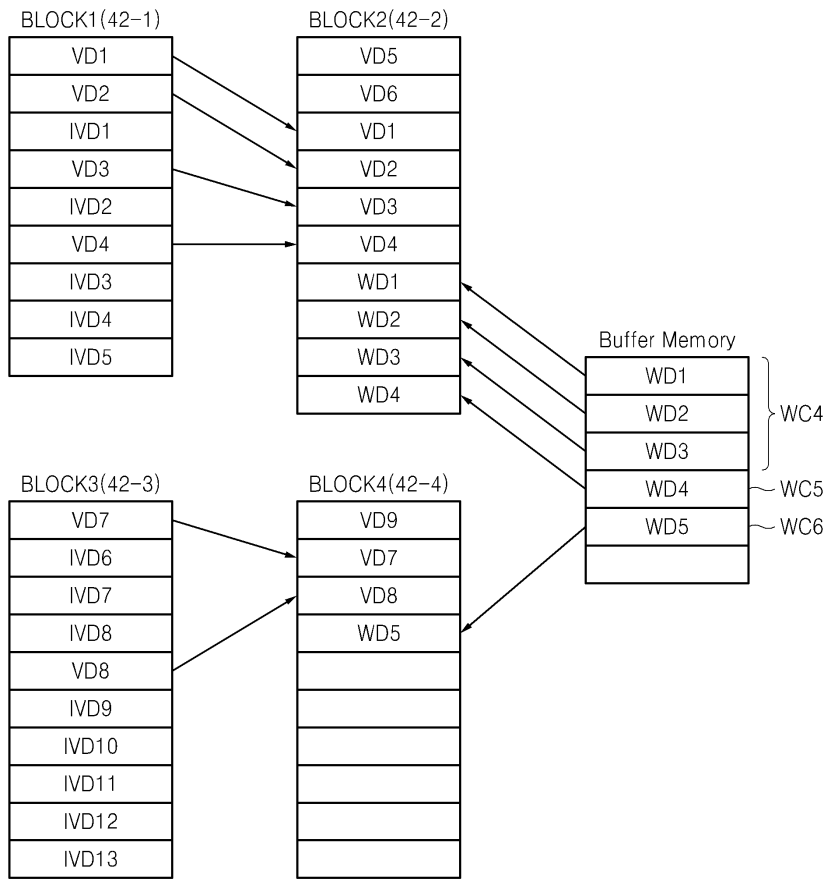 BLOCK1(42-1)
VD1
VD2
IVD1
VD3
IVD2
VD4
IVD3
IVD4
IVD5
BLOCK2(42-2)
VD5
VD6
VD1
VD2
VD3
VD4
WD1
WD2
WD3
WD4
Buffer Memory
WD1
WD2
WD3
WD4
WD5
WC4
WC5
WC6
BLOCK3(42-3)
VD7
IVD6
IVD7
IVD8
VD8
IVD9
IVD10
IVD11
IVD12
IVD13
BLOCK4(42-4)
VD9
VD7
VD8
WD5